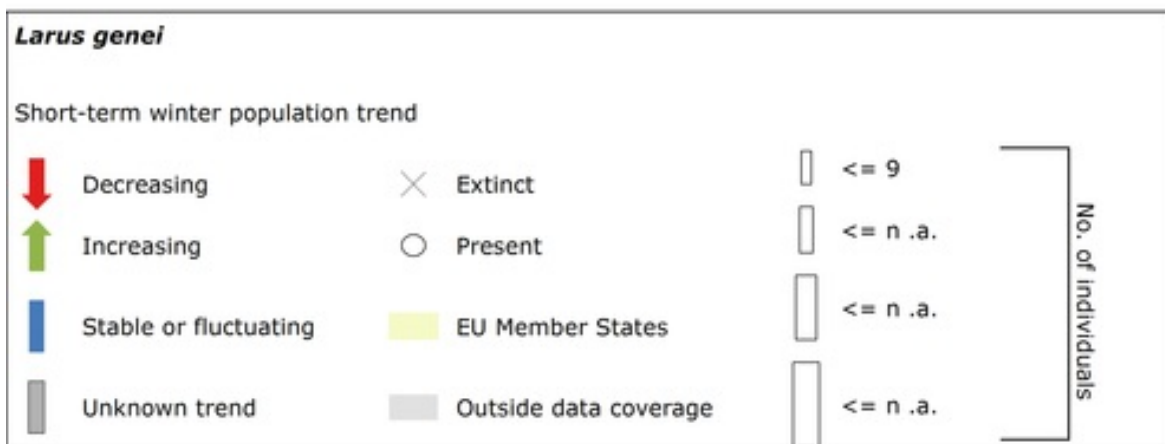 Larus genei
Short-term winter population trend
Decreasing
Extinct
<= 9
Increasing
Present
<= n .a.
Stable or fluctuating
EU Member States
<= n .a.
Unknown trend
Outside data coverage
<= n .a.
No. of individuals